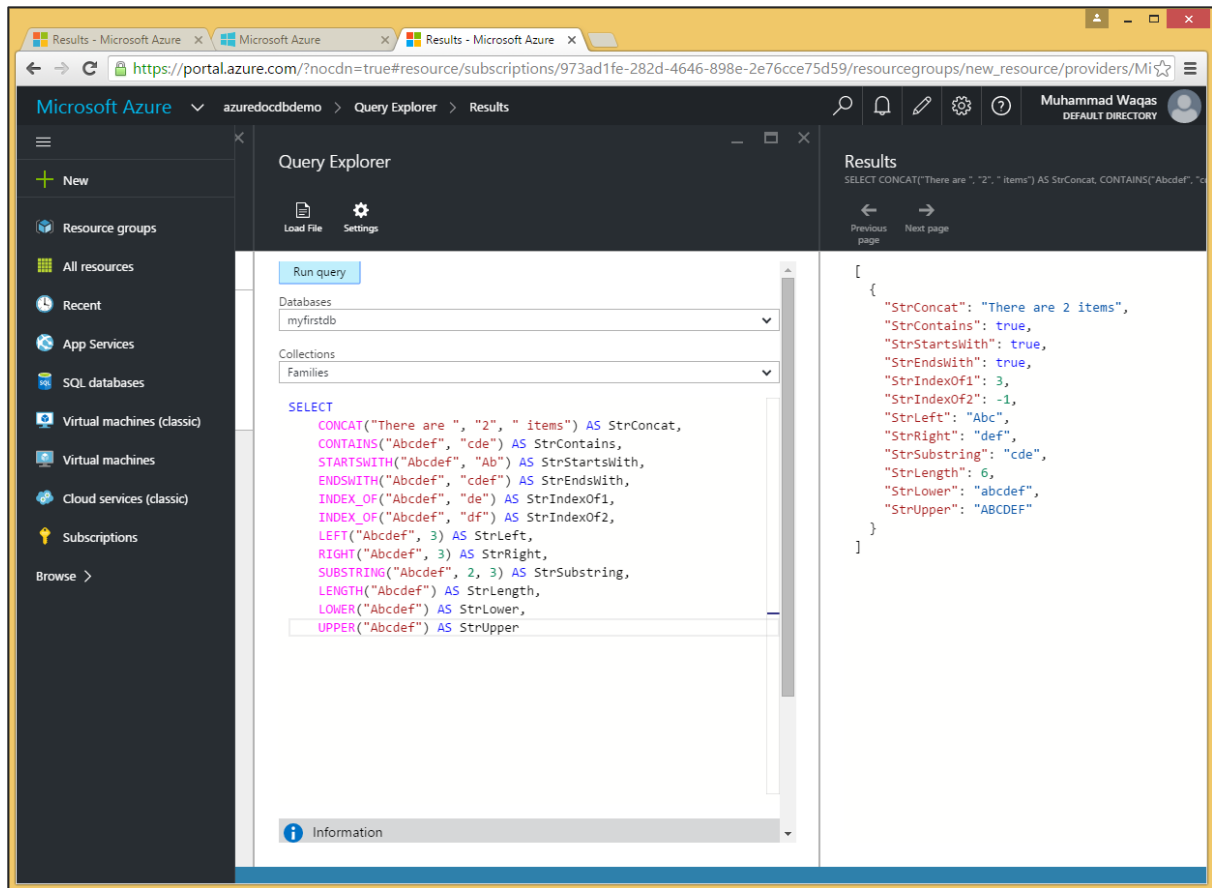 Results - Microsoft Azure
Microsoft Azure
Results - Microsoft Azure
https://portal.azure.com/?nocdn=true#resource/subscriptions/973ad1fe-282d-4646-898e-2e76cce75d59/resourcegroups/new_resource/providers/Mi
Microsoft Azure azuredocdbdemo > Query Explorer > Results
Muhammad Waqas
DEFAULT DIRECTORY
New
Resource groups
All resources
Recent
App Services
SQL databases
Virtual machines (classic)
Virtual machines
Cloud services (classic)
Subscriptions
Browse >
Query Explorer
Load File Settings
Run query
Databases
myfirstdb
Collections
Families
SELECT
CONCAT("There are ", "2", " items") AS StrConcat,
CONTAINS("Abcdef", "cde") AS StrContains,
STARTSWITH("Abcdef", "Ab") AS StrStartsWith,
ENDSWITH("Abcdef", "cdef") AS StrEndsWith,
INDEX_OF("Abcdef", "de") AS StrIndexOf1,
INDEX_OF("Abcdef", "df") AS StrIndexOf2,
LEFT("Abcdef", 3) AS StrLeft,
RIGHT("Abcdef", 3) AS StrRight,
SUBSTRING("Abcdef", 2, 3) AS StrSubstring,
LENGTH("Abcdef") AS StrLength,
LOWER("Abcdef") AS StrLower,
UPPER("Abcdef") AS StrUpper
Information
Results
SELECT CONCAT("There are ", "2", " items") AS StrConcat, CONTAINS("Abcdef", "c
Previous page
Next page
[
{
"StrConcat": "There are 2 items",
"StrContains": true,
"StrStartsWith": true,
"StrEndsWith": true,
"StrIndexOf1": 3,
"StrIndexOf2": -1,
"StrLeft": "Abc",
"StrRight": "def",
"StrSubstring": "cde",
"StrLength": 6,
"StrLower": "abcdef",
"StrUpper": "ABCDEF"
}
]